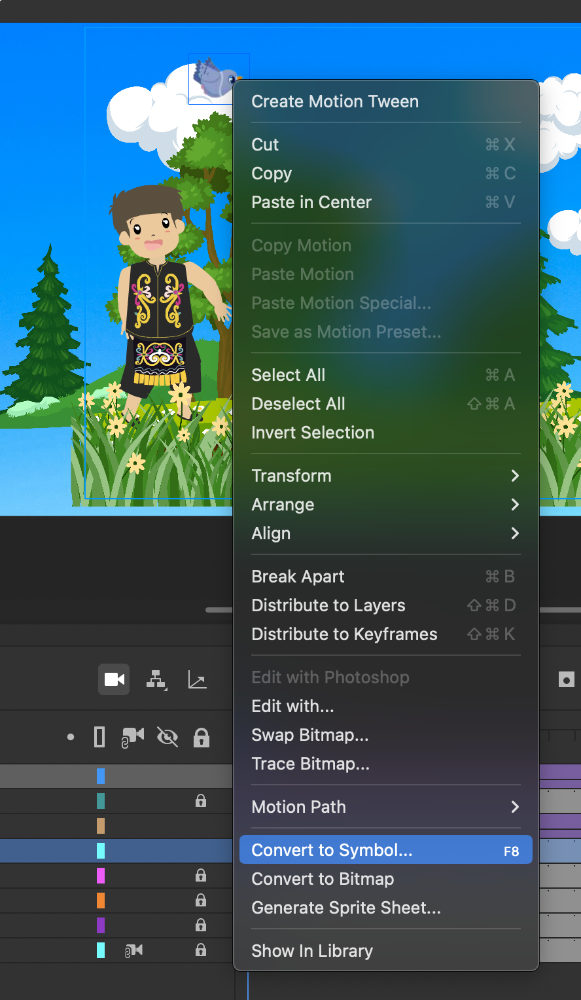 Create Motion Tween
Cut ⌘ X
Copy ⌘ C
Paste in Center ⌘ V
Copy Motion
Paste Motion
Paste Motion Special...
Save as Motion Preset...
Select All ⌘ A
Deselect All ⇧ ⌘ A
Invert Selection
Transform
Arrange
Align
Break Apart ⌘ B
Distribute to Layers ⇧ ⌘ D
Distribute to Keyframes ⇧ ⌘ K
Edit with Photoshop
Edit with...
Swap Bitmap...
Trace Bitmap...
Motion Path
Convert to Symbol... F8
Convert to Bitmap
Generate Sprite Sheet...
Show In Library